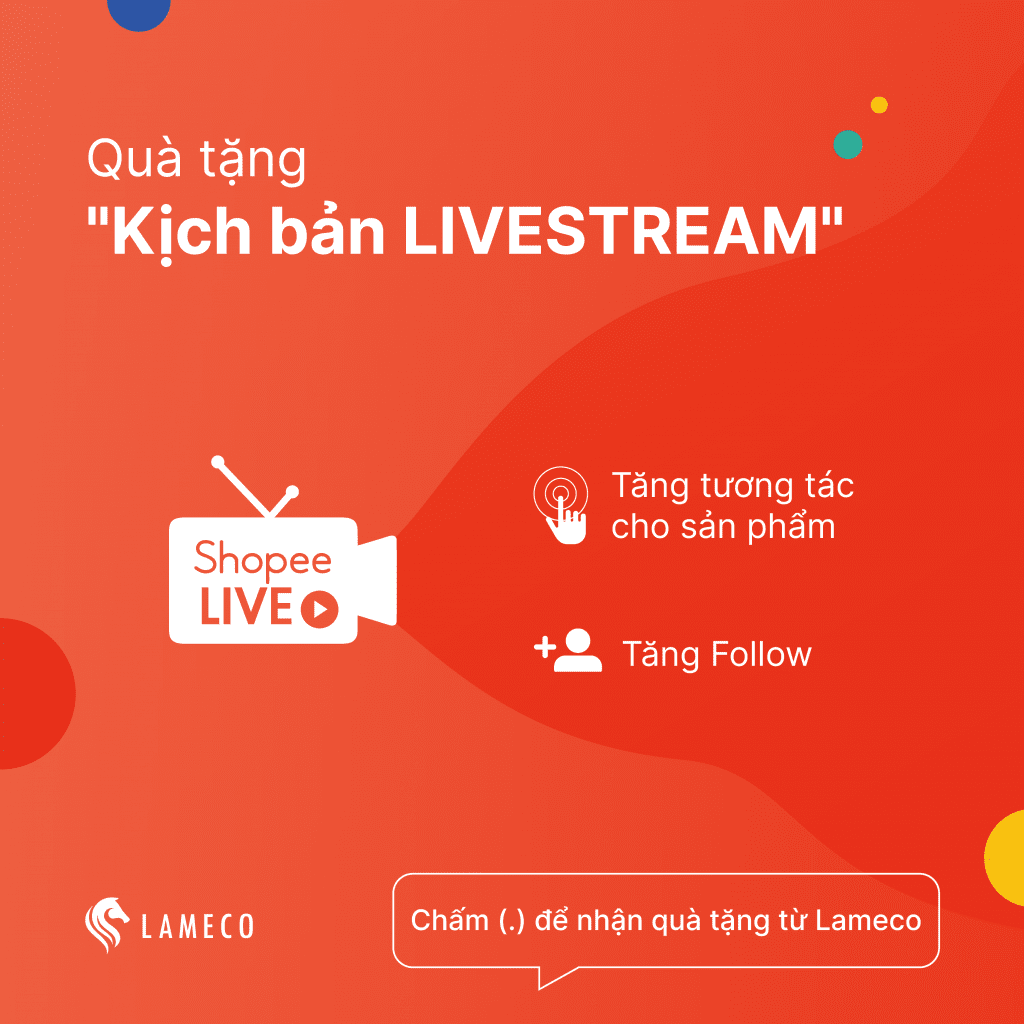 Quà tặng
"Kịch bản LIVESTREAM"
Shopee
LIVE
Tăng tương tác
cho sản phẩm
Tăng Follow
LAMECO
Chấm (.) để nhận quà tặng từ Lameco